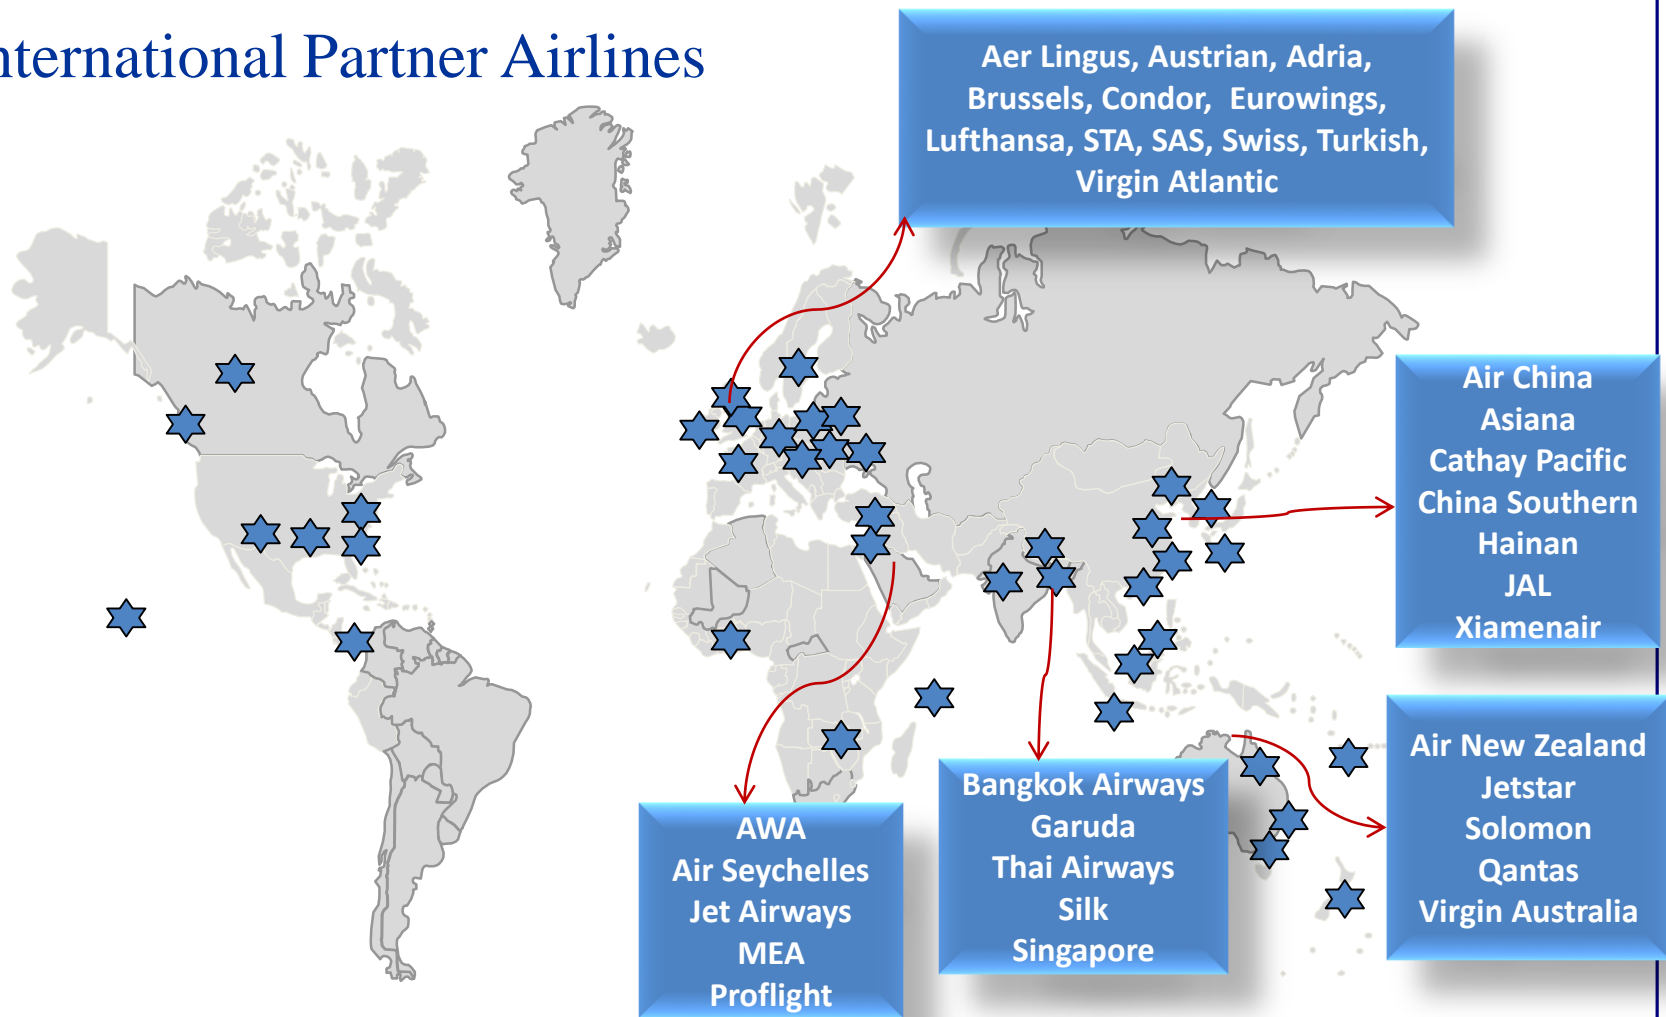 nternational Partner Airlines
Aer Lingus, Austrian, Adria,
Brussels, Condor, Eurowings,
Lufthansa, STA, SAS, Swiss, Turkish,
Virgin Atlantic
Air China
Asiana
Cathay Pacific
China Southern
Hainan
JAL
Xiamenair
Air New Zealand
Jetstar
Solomon
Qantas
Virgin Australia
Bangkok Airways
Garuda
Thai Airways
Silk
Singapore
AWA
Air Seychelles
Jet Airways
MEA
Proflight